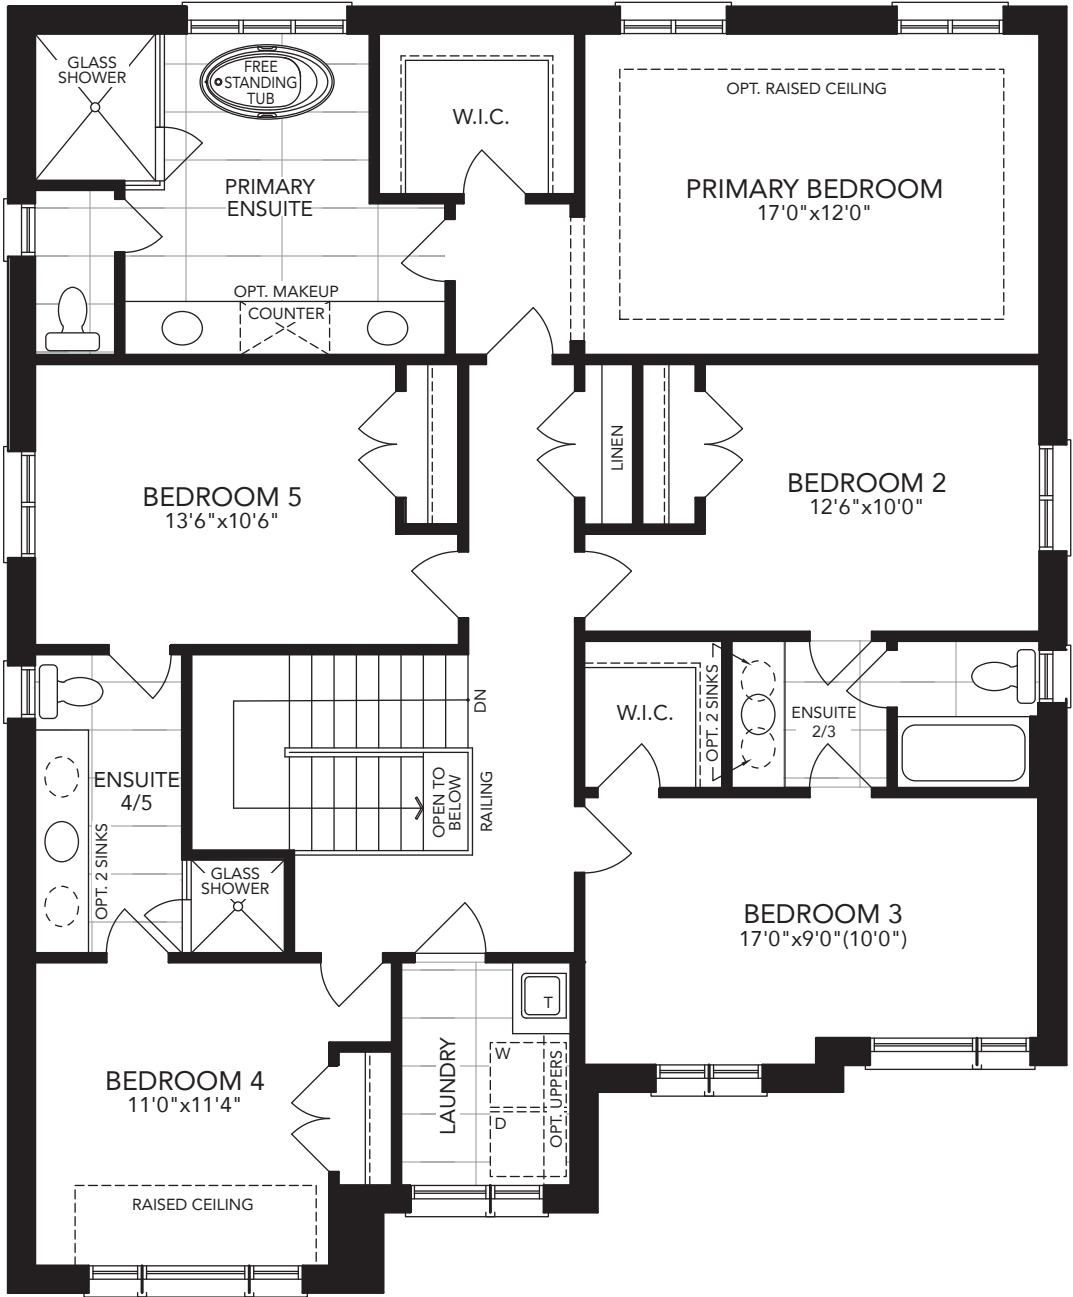 GLASS
SHOWER
FREE
STANDING
TUB
W.I.C.
OPT. RAISED CEILING
PRIMARY
ENSUITE
PRIMARY BEDROOM
17'0"x12'0"
OPT. MAKEUP
COUNTER
BEDROOM 5
13'6"x10'6"
LINEN
BEDROOM 2
12'6"x10'0"
DN
W.I.C.
OPT. 2 SINKS
ENSUITE
2/3
ENSUITE
4/5
OPT. 2 SINKS
OPEN TO
BELOW
RAILING
GLASS
SHOWER
BEDROOM 3
17'0"x9'0"(10'0")
T
LAUNDRY
W
D
OPT. UPPERS
BEDROOM 4
11'0"x11'4"
RAISED CEILING